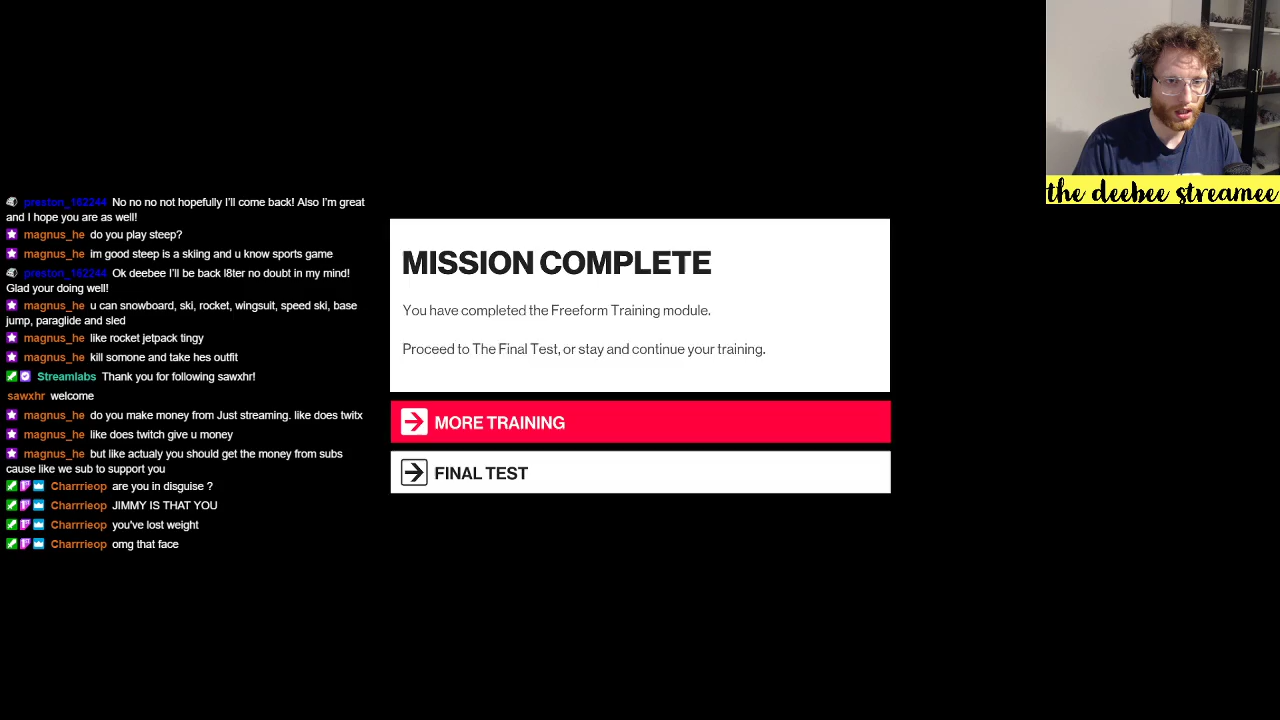 preston_162244 No no no not hopefully I'll come back! Also I'm great
and I hope you are as well!
magnus_he do you play steep?
magnus_he im good steep is a skiing and u know sports game
preston_162244 Ok deebee I'll be back l8ter no doubt in my mind!
Glad your doing well!
magnus_he u can snowboard, ski, rocket, wingsuit, speed ski, base
jump, paraglide and sled
magnus_he like rocket jetpack tingy
magnus_he kill somone and take hes outfit
Streamlabs Thank you for following sawxhr!
sawxhr welcome
magnus_he do you make money from Just streaming. like does twitx
magnus_he like does twitch give u money
magnus_he but like actualy you should get the money from subs
cause like we sub to support you
Charrrieop are you in disguise ?
Charrrieop JIMMY IS THAT YOU
Charrrieop you've lost weight
Charrrieop omg that face
MISSION COMPLETE
You have completed the Freeform Training module.
Proceed to The Final Test, or stay and continue your training.
MORE TRAINING
FINAL TEST
the deebee streamee